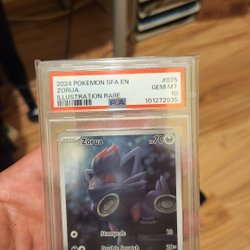 2024 POKEMON SFA EN #075
ZORUA GEM MT
ILLUSTRATION RARE 10
PSA 101272935
Zorua 70
Stampede